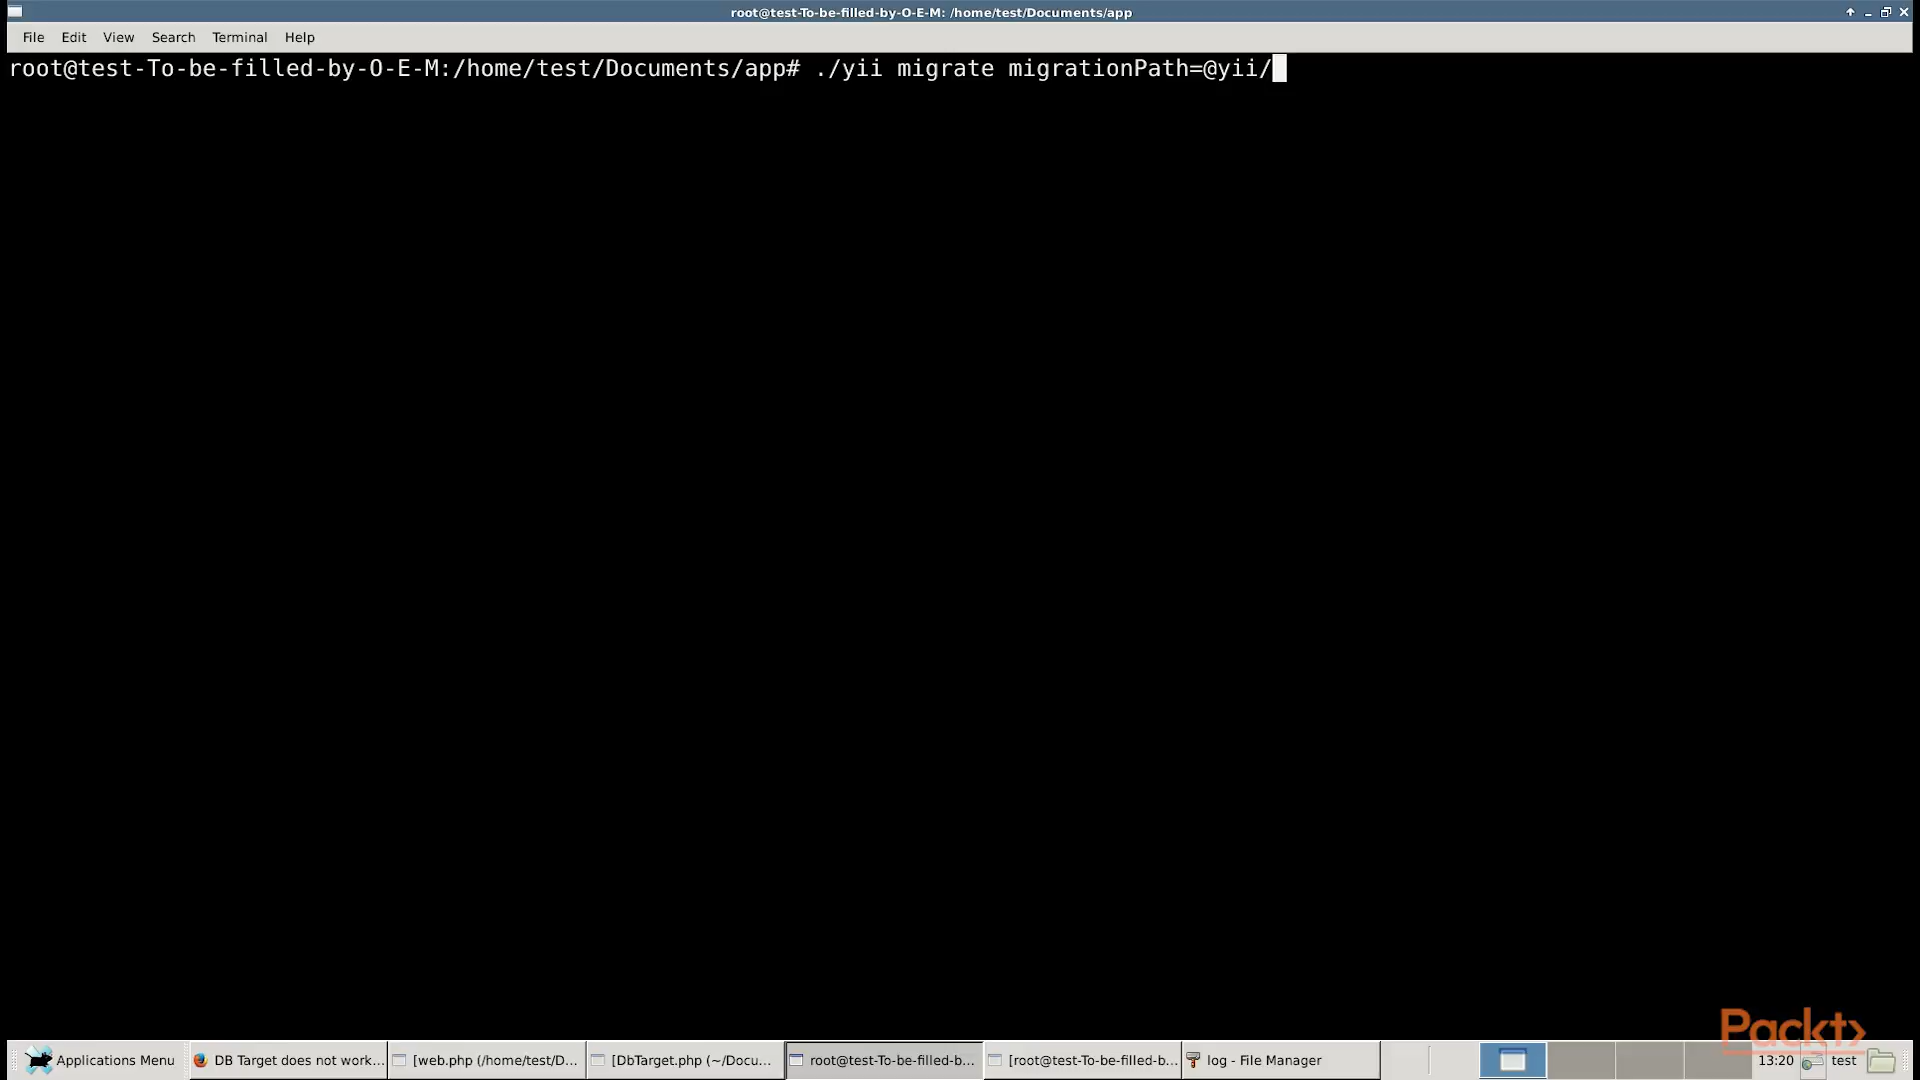 root@test-To-be-filled-by-O-E-M: /home/test/Documents/app
File Edit View Search Terminal Help
root@test-To-be-filled-by-O-E-M:/home/test/Documents/app# ./yii migrate migrationPath=@yii/
Packt>
Applications Menu DB Target does not work... [web.php (/home/test/D... [DbTarget.php (~/Docu... root@test-To-be-filled-b... [root@test-To-be-filled-b... log - File Manager 13:20 test